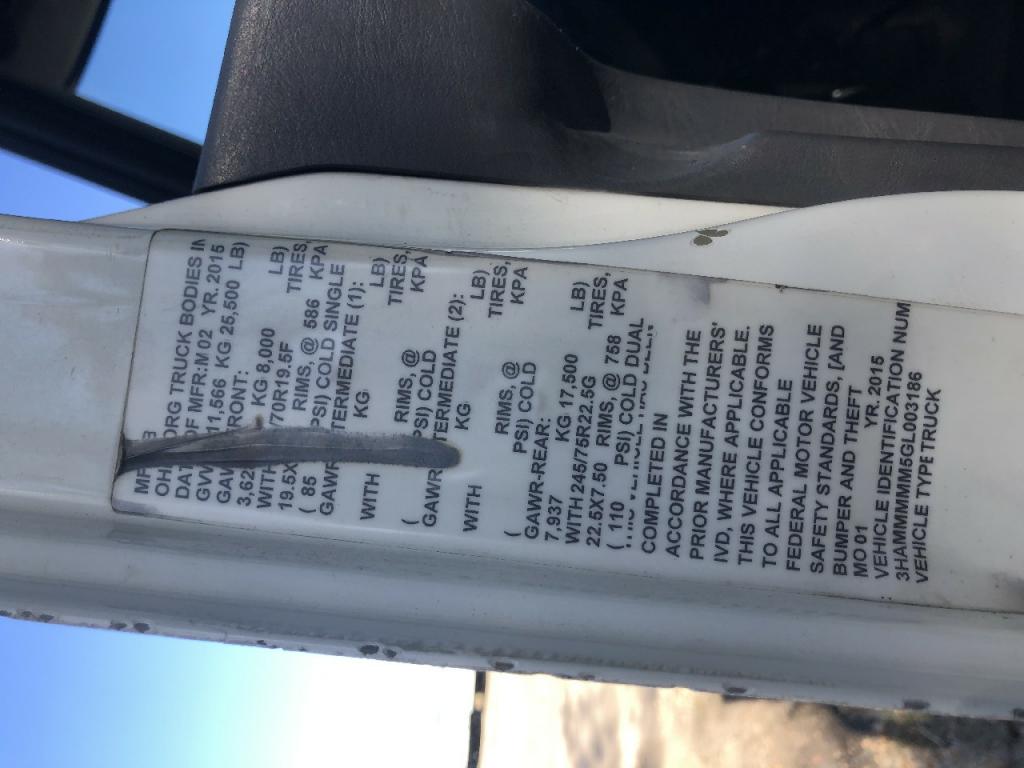 MF B
OH ORG TRUCK BODIES IN
DAT OF MFR: M 02 YR. 2015
GVV 11,566 KG 25,500 LB)
GAW RONT:
3,62 KG 8,000 LB)
WITH /70R19.5F TIRES,
19.5X RIMS, @ 586 KPA
( 85 PSI) COLD SINGLE
GAWR TERMEDIATE (1):
KG LB)
WITH TIRES,
RIMS, @ KPA
( PSI) COLD
GAWR TERMEDIATE (2):
KG LB)
WITH TIRES,
RIMS, @ KPA
( PSI) COLD
GAWR-REAR:
7,937 KG 17,500 LB)
WITH 245/75R22.5G TIRES,
22.5X7.50 RIMS, @ 758 KPA
( 110 PSI) COLD DUAL
COMPLETED IN
ACCORDANCE WITH THE
PRIOR MANUFACTURERS'
IVD, WHERE APPLICABLE.
THIS VEHICLE CONFORMS
TO ALL APPLICABLE
FEDERAL MOTOR VEHICLE
SAFETY STANDARDS, [AND
BUMPER AND THEFT
MO 01 YR. 2015
VEHICLE IDENTIFICATION NUM
3HAMMMMM5GL003186
VEHICLE TYPE TRUCK